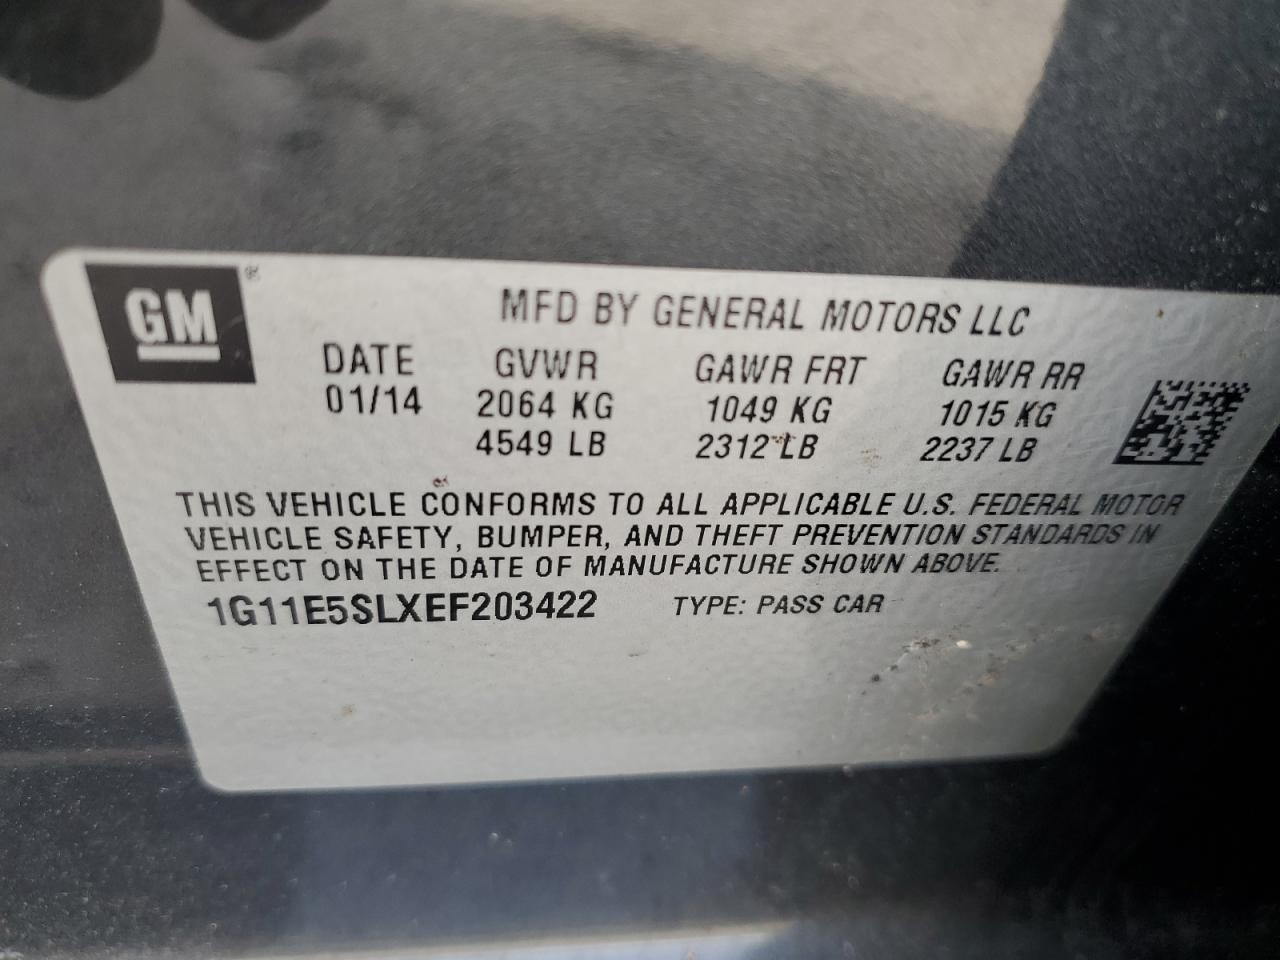 GM ®
MFD BY GENERAL MOTORS LLC
DATE GVWR GAWR FRT GAWR RR
01/14 2064 KG 1049 KG 1015 KG
4549 LB 2312 LB 2237 LB
THIS VEHICLE CONFORMS TO ALL APPLICABLE U.S. FEDERAL MOTOR
VEHICLE SAFETY, BUMPER, AND THEFT PREVENTION STANDARDS IN
EFFECT ON THE DATE OF MANUFACTURE SHOWN ABOVE.
1G11E5SLXEF203422 TYPE: PASS CAR